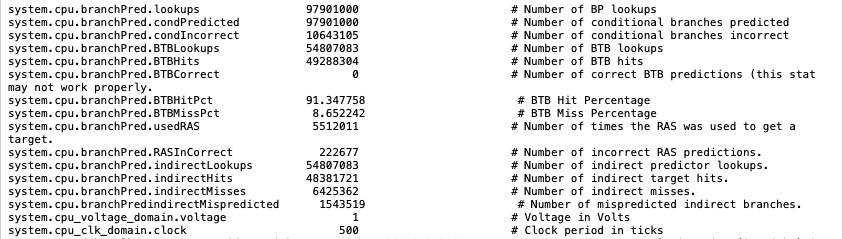 system.cpu.branchPred.lookups 97901000 # Number of BP lookups
system.cpu.branchPred.condPredicted 97901000 # Number of conditional branches predicted
system.cpu.branchPred.condIncorrect 10643105 # Number of conditional branches incorrect
system.cpu.branchPred.BTBLookups 54807083 # Number of BTB lookups
system.cpu.branchPred.BTBHits 49288304 # Number of BTB hits
system.cpu.branchPred.BTBCorrect 0 # Number of correct BTB predictions (this stat
may not work properly.
system.cpu.branchPred.BTBHitPct 91.347758 # BTB Hit Percentage
system.cpu.branchPred.BTBMissPct 8.652242 # BTB Miss Percentage
system.cpu.branchPred.usedRAS 5512011 # Number of times the RAS was used to get a
target.
system.cpu.branchPred.RASInCorrect 222677 # Number of incorrect RAS predictions.
system.cpu.branchPred.indirectLookups 54807083 # Number of indirect predictor lookups.
system.cpu.branchPred.indirectHits 48381721 # Number of indirect target hits.
system.cpu.branchPred.indirectMisses 6425362 # Number of indirect misses.
system.cpu.branchPredindirectMispredicted 1543519 # Number of mispredicted indirect branches.
system.cpu_voltage_domain.voltage 1 # Voltage in Volts
system.cpu_clk_domain.clock 500 # Clock period in ticks